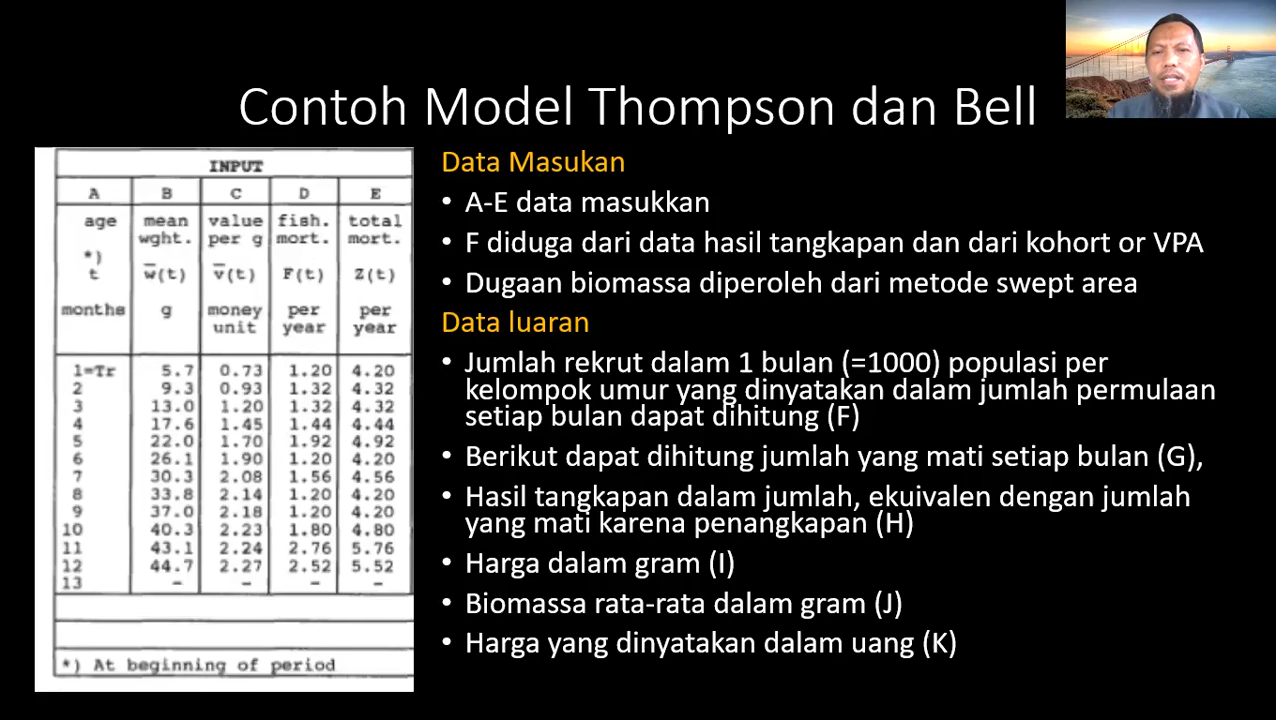 Contoh Model Thompson dan Bell
INPUT
A B C D E
age mean value fish. total
wght. per g mort. mort.
*)
t w̅(t) v̅(t) F(t) Z(t)
months g money per per
unit year year
1=Tr 5.7 0.73 1.20 4.20
2 9.3 0.93 1.32 4.32
3 13.0 1.20 1.32 4.32
4 17.6 1.45 1.44 4.44
5 22.0 1.70 1.92 4.92
6 26.1 1.90 1.20 4.20
7 30.3 2.08 1.56 4.56
8 33.8 2.14 1.20 4.20
9 37.0 2.18 1.20 4.20
10 40.3 2.23 1.80 4.80
11 43.1 2.24 2.76 5.76
12 44.7 2.27 2.52 5.52
13 - - - -
*) At beginning of period
Data Masukan
• A-E data masukkan
• F diduga dari data hasil tangkapan dan dari kohort or VPA
• Dugaan biomassa diperoleh dari metode swept area
Data luaran
• Jumlah rekrut dalam 1 bulan (=1000) populasi per
kelompok umur yang dinyatakan dalam jumlah permulaan
setiap bulan dapat dihitung (F)
• Berikut dapat dihitung jumlah yang mati setiap bulan (G),
• Hasil tangkapan dalam jumlah, ekuivalen dengan jumlah
yang mati karena penangkapan (H)
• Harga dalam gram (I)
• Biomassa rata-rata dalam gram (J)
• Harga yang dinyatakan dalam uang (K)